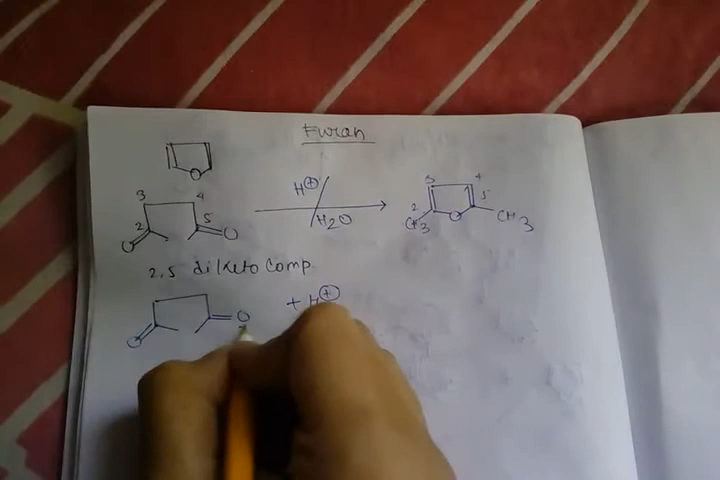 Furan
O
3 4
2 5
O O
H⊕/H2O
3 4
2 5
CH3 O CH3
2,5 diketo Comp.
O O + H⊕